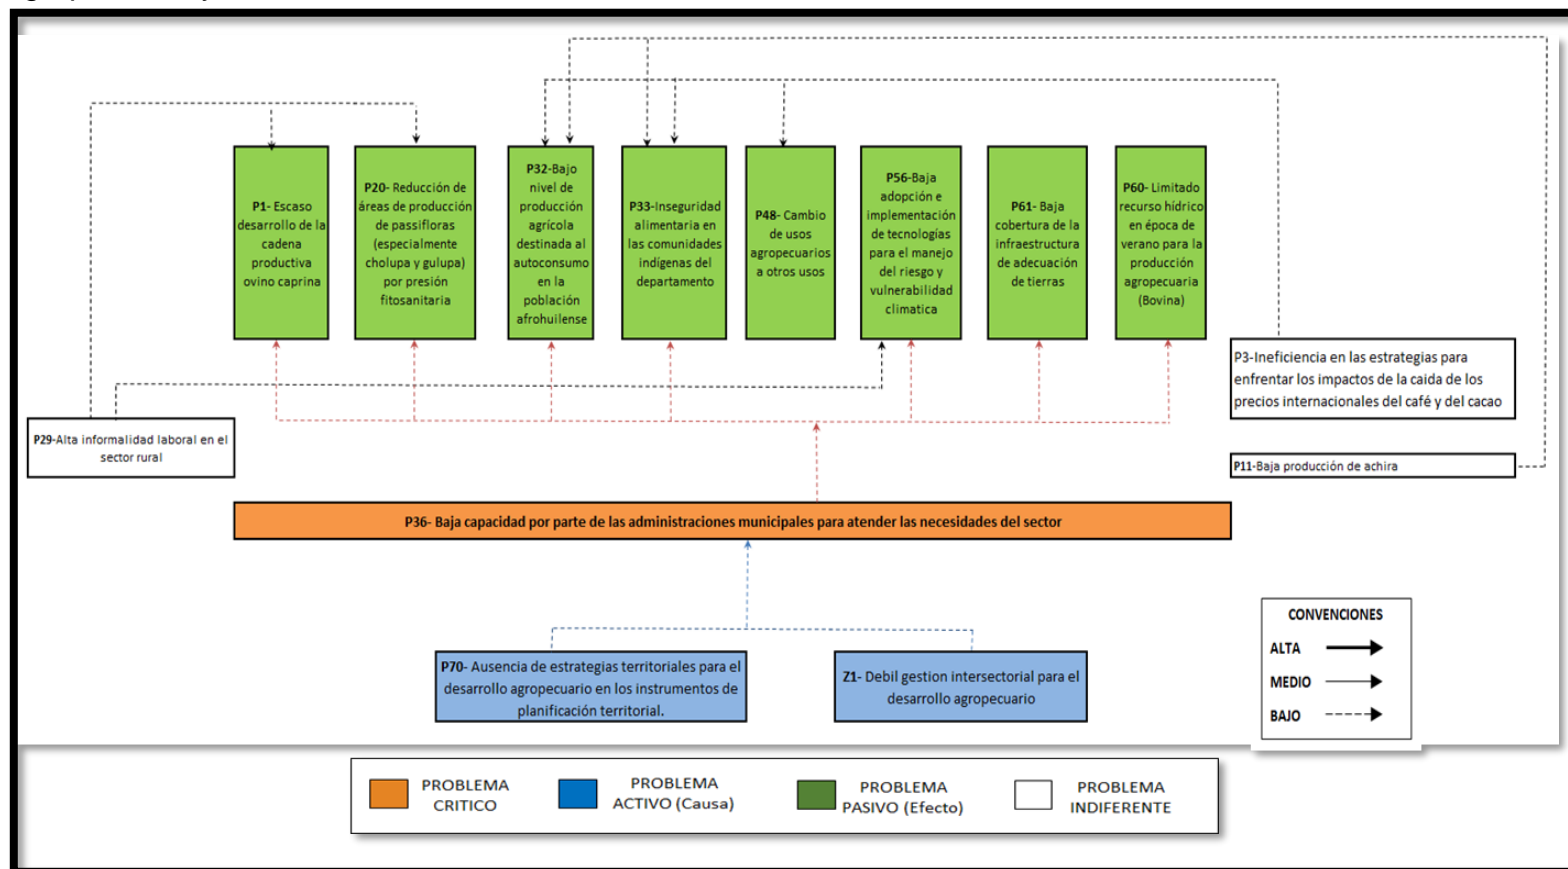 P1- Escaso
desarrollo de la
cadena
productiva
ovino caprina
P20- Reducción de
áreas de producción
de passifloras
(especialmente
cholupa y gulupa)
por presión
fitosanitaria
P32-Bajo
nivel de
producción
agrícola
destinada al
autoconsumo
en la
población
afrohuilense
P33-Inseguridad
alimentaria en
las comunidades
indígenas del
departamento
P48- Cambio
de usos
agropecuarios
a otros usos
P56-Baja
adopción e
implementación
de tecnologías
para el manejo
del riesgo y
vulnerabilidad
climatica
P61- Baja
cobertura de la
infraestructura
de adecuación
de tierras
P60- Limitado
recurso hídrico
en época de
verano para la
producción
agropecuaria
(Bovina)
P3-Ineficiencia en las estrategias para
enfrentar los impactos de la caida de los
precios internacionales del café y del cacao
P29-Alta informalidad laboral en el
sector rural
P11-Baja producción de achira
P36- Baja capacidad por parte de las administraciones municipales para atender las necesidades del sector
P70- Ausencia de estrategias territoriales para el
desarrollo agropecuario en los instrumentos de
planificación territorial.
Z1- Debil gestion intersectorial para el
desarrollo agropecuario
CONVENCIONES
ALTA
MEDIO
BAJO
PROBLEMA
CRITICO
PROBLEMA
ACTIVO (Causa)
PROBLEMA
PASIVO (Efecto)
PROBLEMA
INDIFERENTE